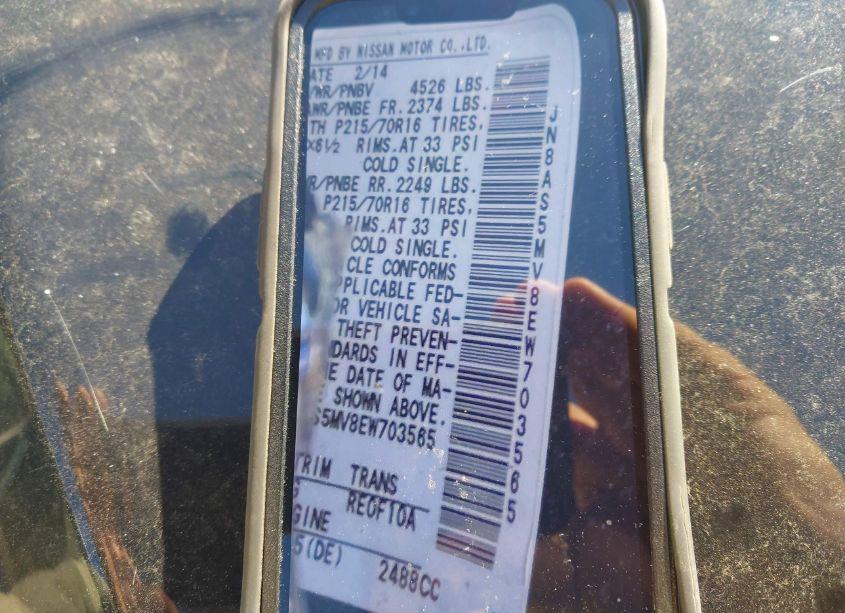 MFD BY NISSAN MOTOR CO.,LTD.
ATE 2/14
/WR/PNBV 4526 LBS.
AWR/PNBE FR. 2374 LBS.
TH P215/70R16 TIRES,
X6½ RIMS.AT 33 PSI
COLD SINGLE.
WR/PNBE RR. 2249 LBS.
P215/70R16 TIRES,
RIMS.AT 33 PSI
COLD SINGLE.
CLE CONFORMS
PPLICABLE FED-
OR VEHICLE SA-
THEFT PREVEN-
NDARDS IN EFF-
E DATE OF MA-
SHOWN ABOVE.
S5MV8EW703565
TRIM TRANS
G RE0F10A
GINE
5(DE) 2488CC
JN8AS5MV8EW703565